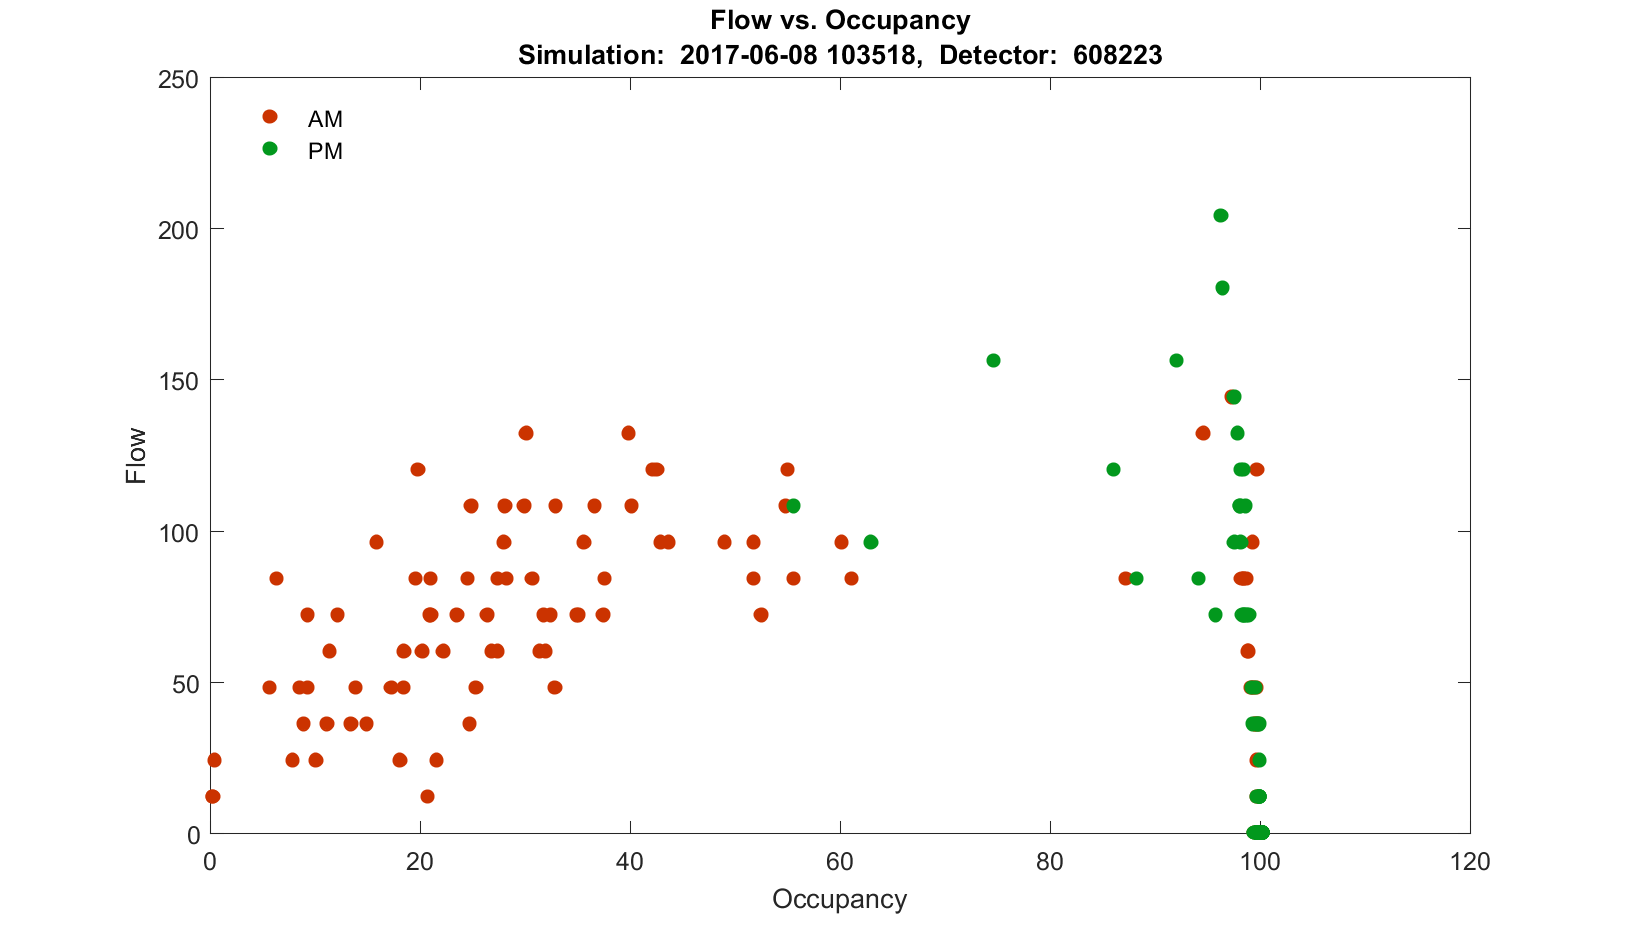 Flow vs. Occupancy
Simulation:  2017-06-08 103518,  Detector:  608223
250
200
150
100
50
0
Flow
AM
PM
0 20 40 60 80 100 120
Occupancy